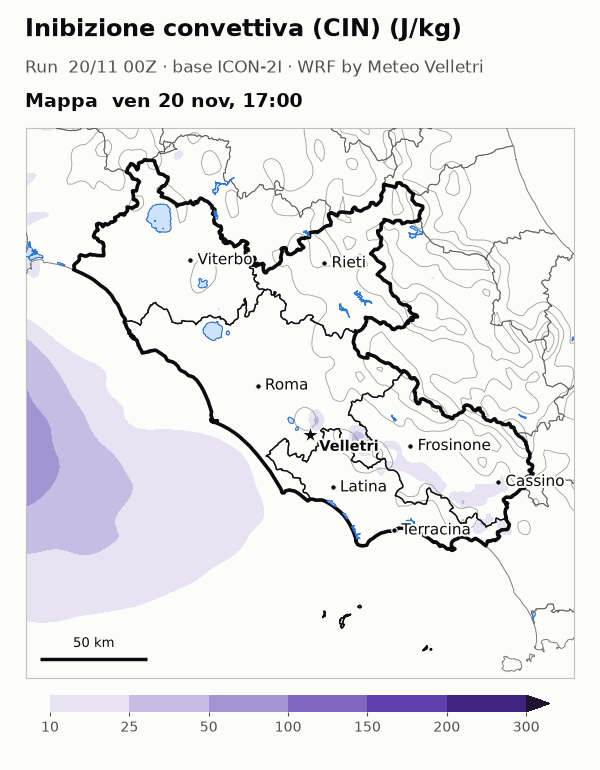 Inibizione convettiva (CIN) (J/kg)
Run  20/11 00Z · base ICON-2I · WRF by Meteo Velletri
Mappa  ven 20 nov, 17:00
Viterbo
Rieti
Roma
Velletri
Frosinone
Latina
Cassino
Terracina
50 km
10 25 50 100 150 200 300